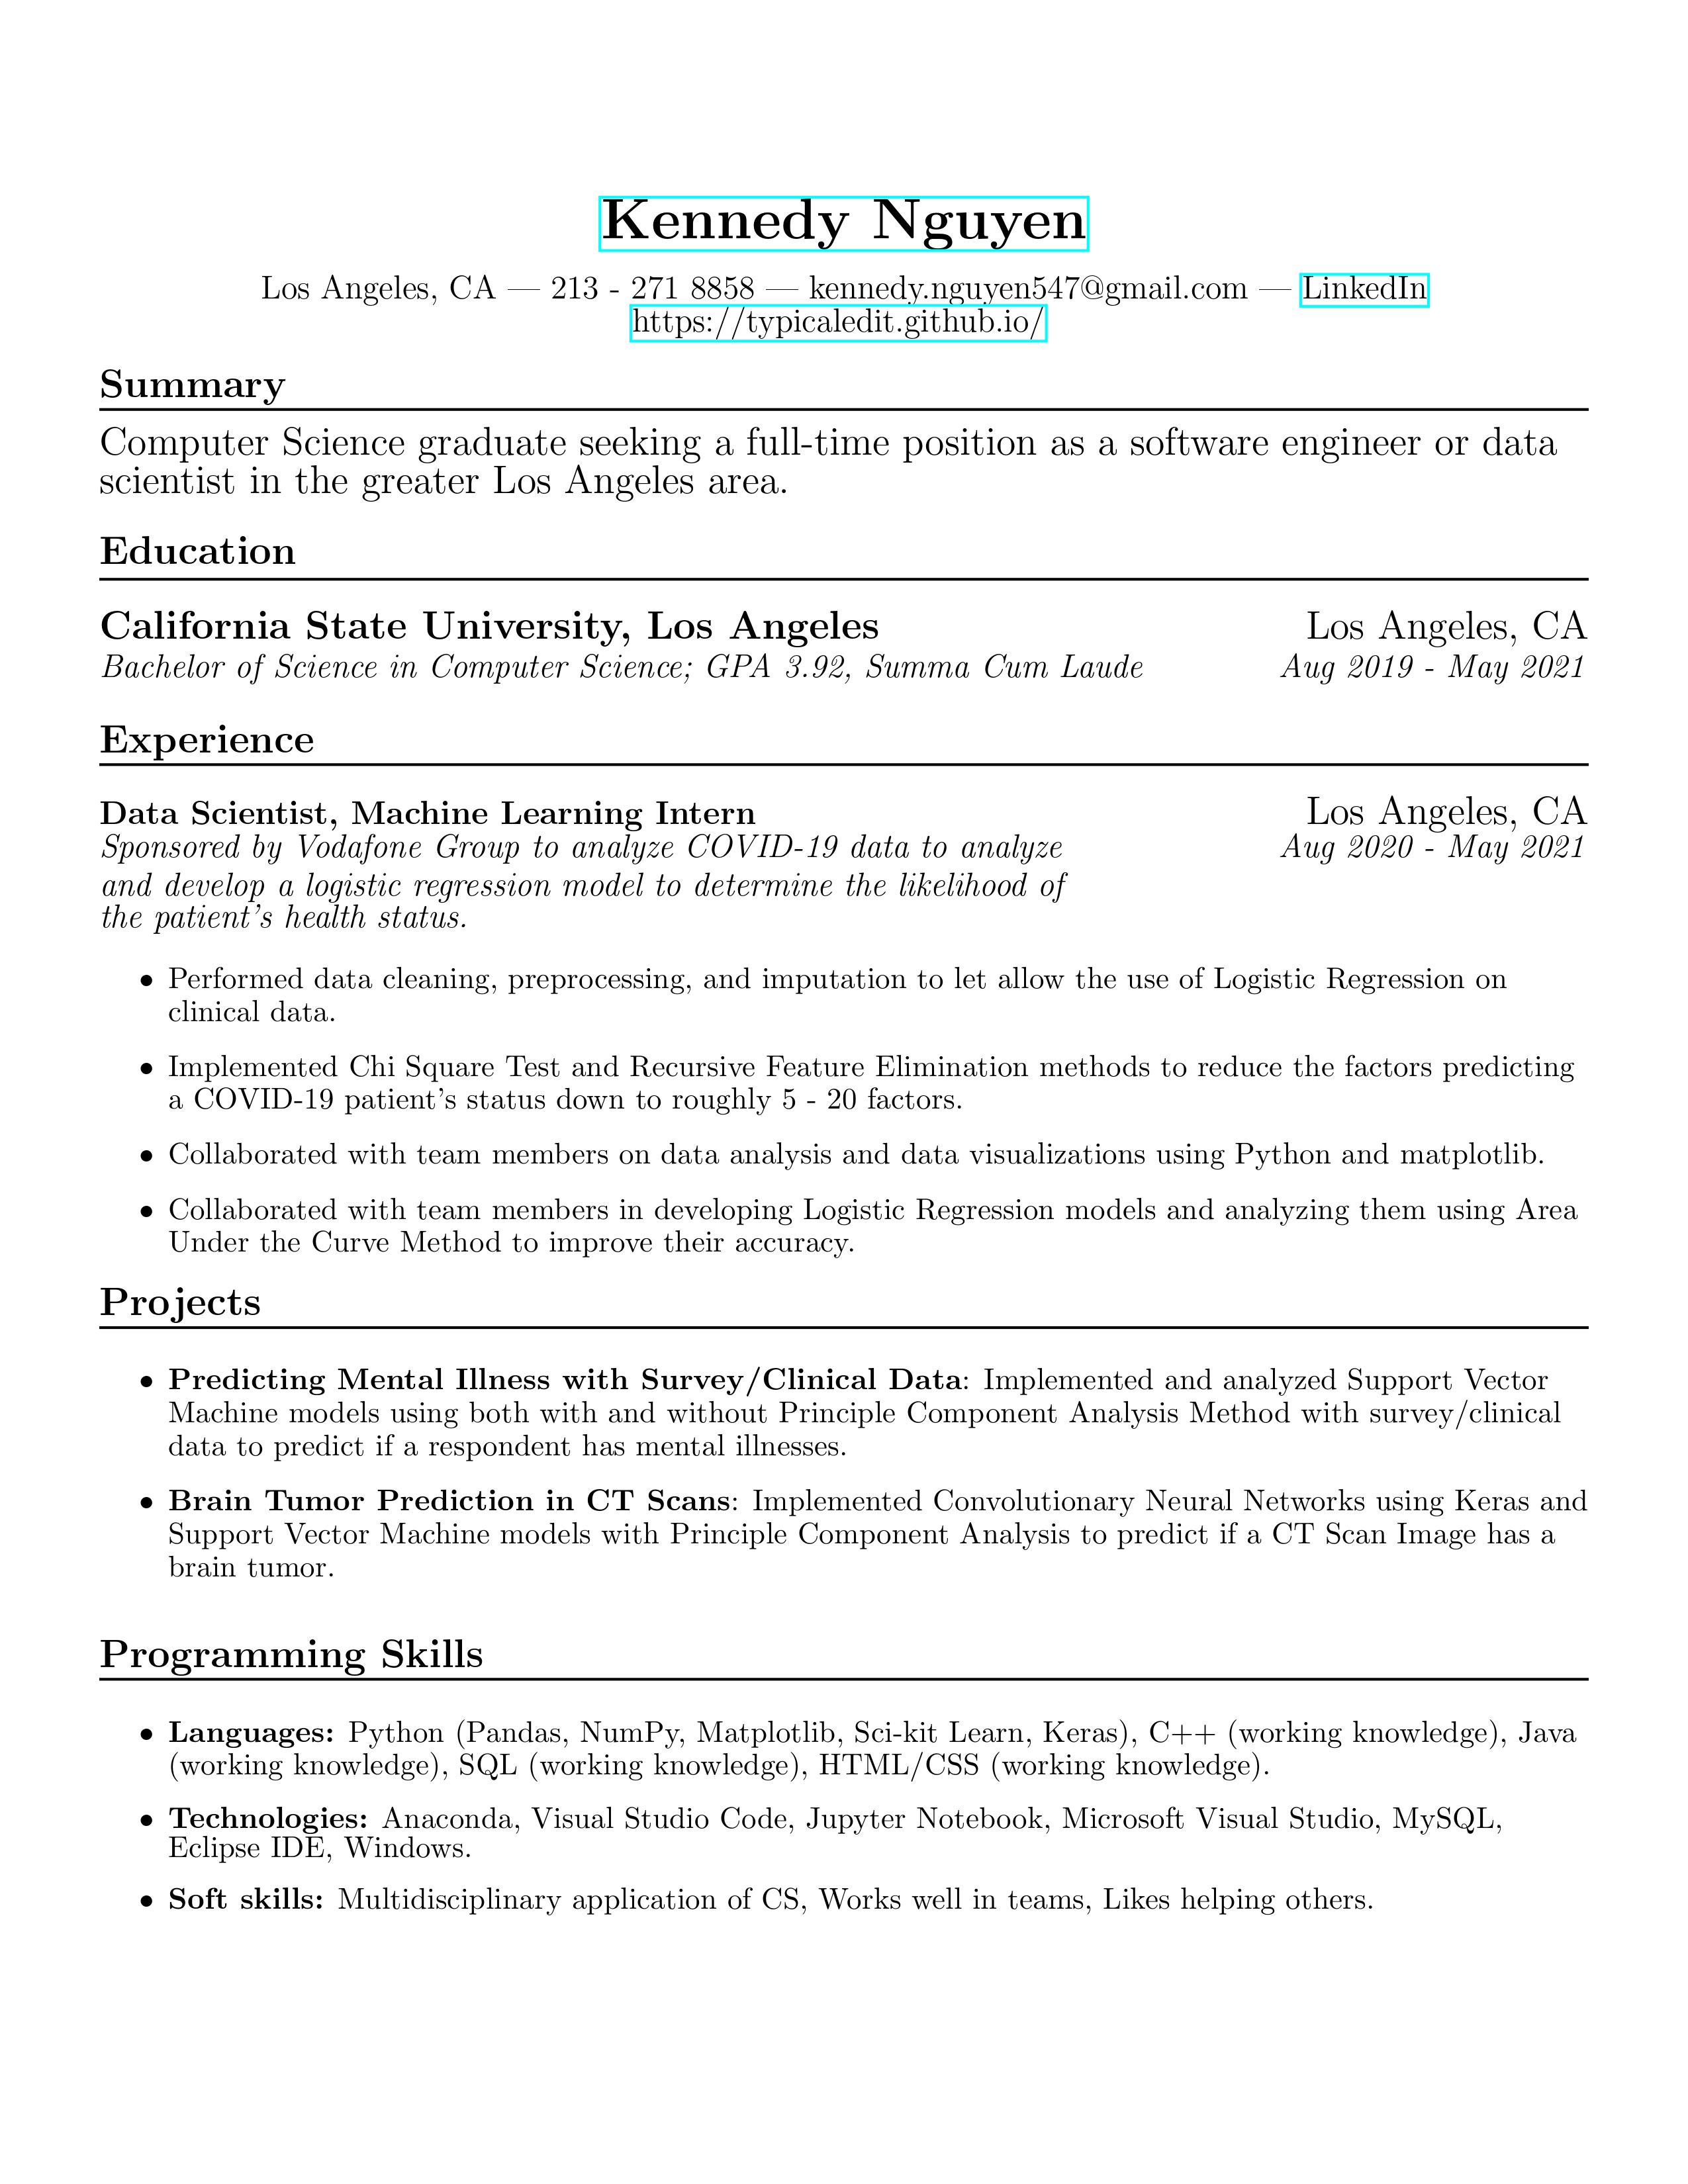 Kennedy Nguyen
Los Angeles, CA — 213 - 271 8858 — kennedy.nguyen547@gmail.com — LinkedIn
https://typicaledit.github.io/
Summary
Computer Science graduate seeking a full-time position as a software engineer or data
scientist in the greater Los Angeles area.
Education
California State University, Los Angeles Los Angeles, CA
Bachelor of Science in Computer Science; GPA 3.92, Summa Cum Laude Aug 2019 - May 2021
Experience
Data Scientist, Machine Learning Intern Los Angeles, CA
Sponsored by Vodafone Group to analyze COVID-19 data to analyze Aug 2020 - May 2021
and develop a logistic regression model to determine the likelihood of
the patient's health status.
• Performed data cleaning, preprocessing, and imputation to let allow the use of Logistic Regression on
clinical data.
• Implemented Chi Square Test and Recursive Feature Elimination methods to reduce the factors predicting
a COVID-19 patient's status down to roughly 5 - 20 factors.
• Collaborated with team members on data analysis and data visualizations using Python and matplotlib.
• Collaborated with team members in developing Logistic Regression models and analyzing them using Area
Under the Curve Method to improve their accuracy.
Projects
• Predicting Mental Illness with Survey/Clinical Data: Implemented and analyzed Support Vector
Machine models using both with and without Principle Component Analysis Method with survey/clinical
data to predict if a respondent has mental illnesses.
• Brain Tumor Prediction in CT Scans: Implemented Convolutionary Neural Networks using Keras and
Support Vector Machine models with Principle Component Analysis to predict if a CT Scan Image has a
brain tumor.
Programming Skills
• Languages: Python (Pandas, NumPy, Matplotlib, Sci-kit Learn, Keras), C++ (working knowledge), Java
(working knowledge), SQL (working knowledge), HTML/CSS (working knowledge).
• Technologies: Anaconda, Visual Studio Code, Jupyter Notebook, Microsoft Visual Studio, MySQL,
Eclipse IDE, Windows.
• Soft skills: Multidisciplinary application of CS, Works well in teams, Likes helping others.